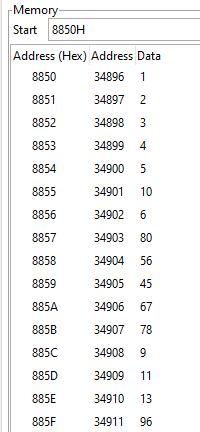 Memory
Start 8850H
Address (Hex) Address Data
8850 34896 1
8851 34897 2
8852 34898 3
8853 34899 4
8854 34900 5
8855 34901 10
8856 34902 6
8857 34903 80
8858 34904 56
8859 34905 45
885A 34906 67
885B 34907 78
885C 34908 9
885D 34909 11
885E 34910 13
885F 34911 96